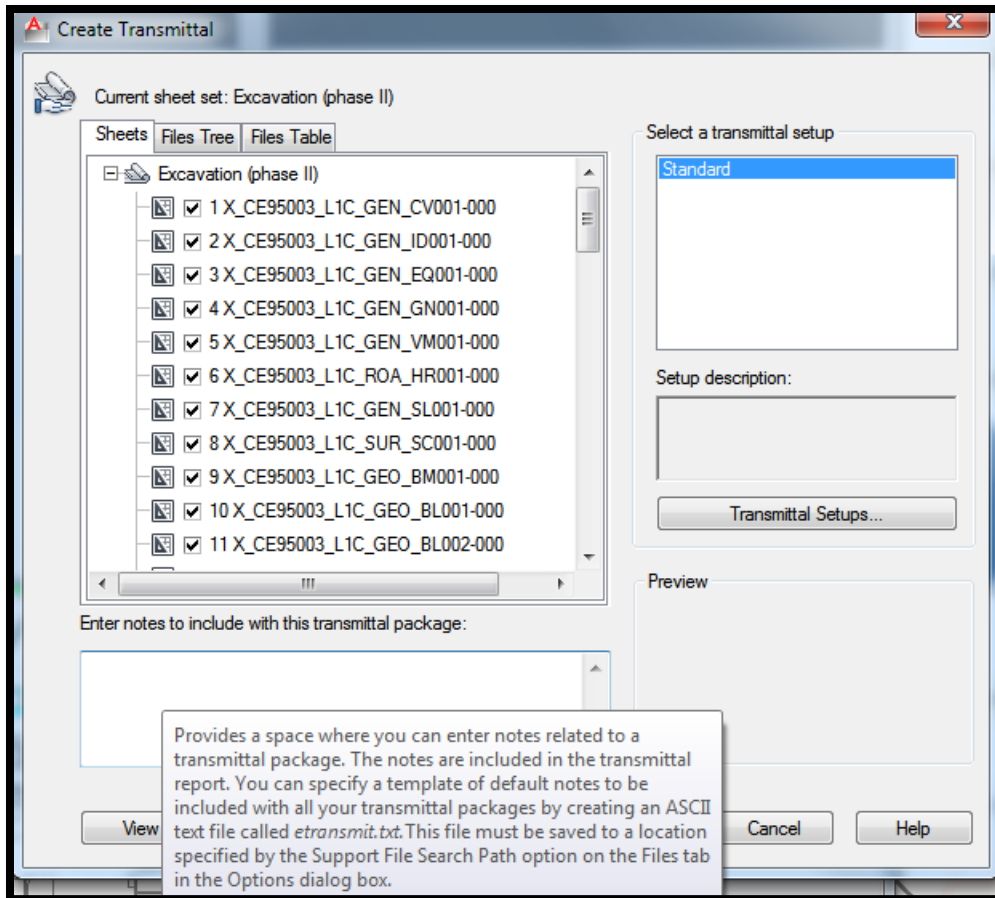 Create Transmittal
X
Current sheet set: Excavation (phase II)
Sheets Files Tree Files Table
Excavation (phase II)
1 X_CE95003_L1C_GEN_CV001-000
2 X_CE95003_L1C_GEN_ID001-000
3 X_CE95003_L1C_GEN_EQ001-000
4 X_CE95003_L1C_GEN_GN001-000
5 X_CE95003_L1C_GEN_VM001-000
6 X_CE95003_L1C_ROA_HR001-000
7 X_CE95003_L1C_GEN_SL001-000
8 X_CE95003_L1C_SUR_SC001-000
9 X_CE95003_L1C_GEO_BM001-000
10 X_CE95003_L1C_GEO_BL001-000
11 X_CE95003_L1C_GEO_BL002-000
Select a transmittal setup
Standard
Setup description:
Transmittal Setups...
Preview
Enter notes to include with this transmittal package:
Provides a space where you can enter notes related to a
transmittal package. The notes are included in the transmittal
report. You can specify a template of default notes to be
included with all your transmittal packages by creating an ASCII
text file called etransmit.txt.This file must be saved to a location
specified by the Support File Search Path option on the Files tab
in the Options dialog box.
View
Cancel
Help